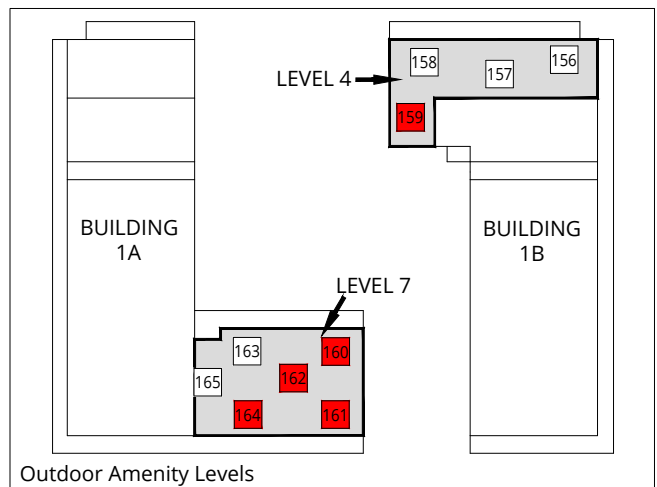 158
157
156
LEVEL 4
159
BUILDING
1A
BUILDING
1B
LEVEL 7
163
160
162
165
164
161
Outdoor Amenity Levels